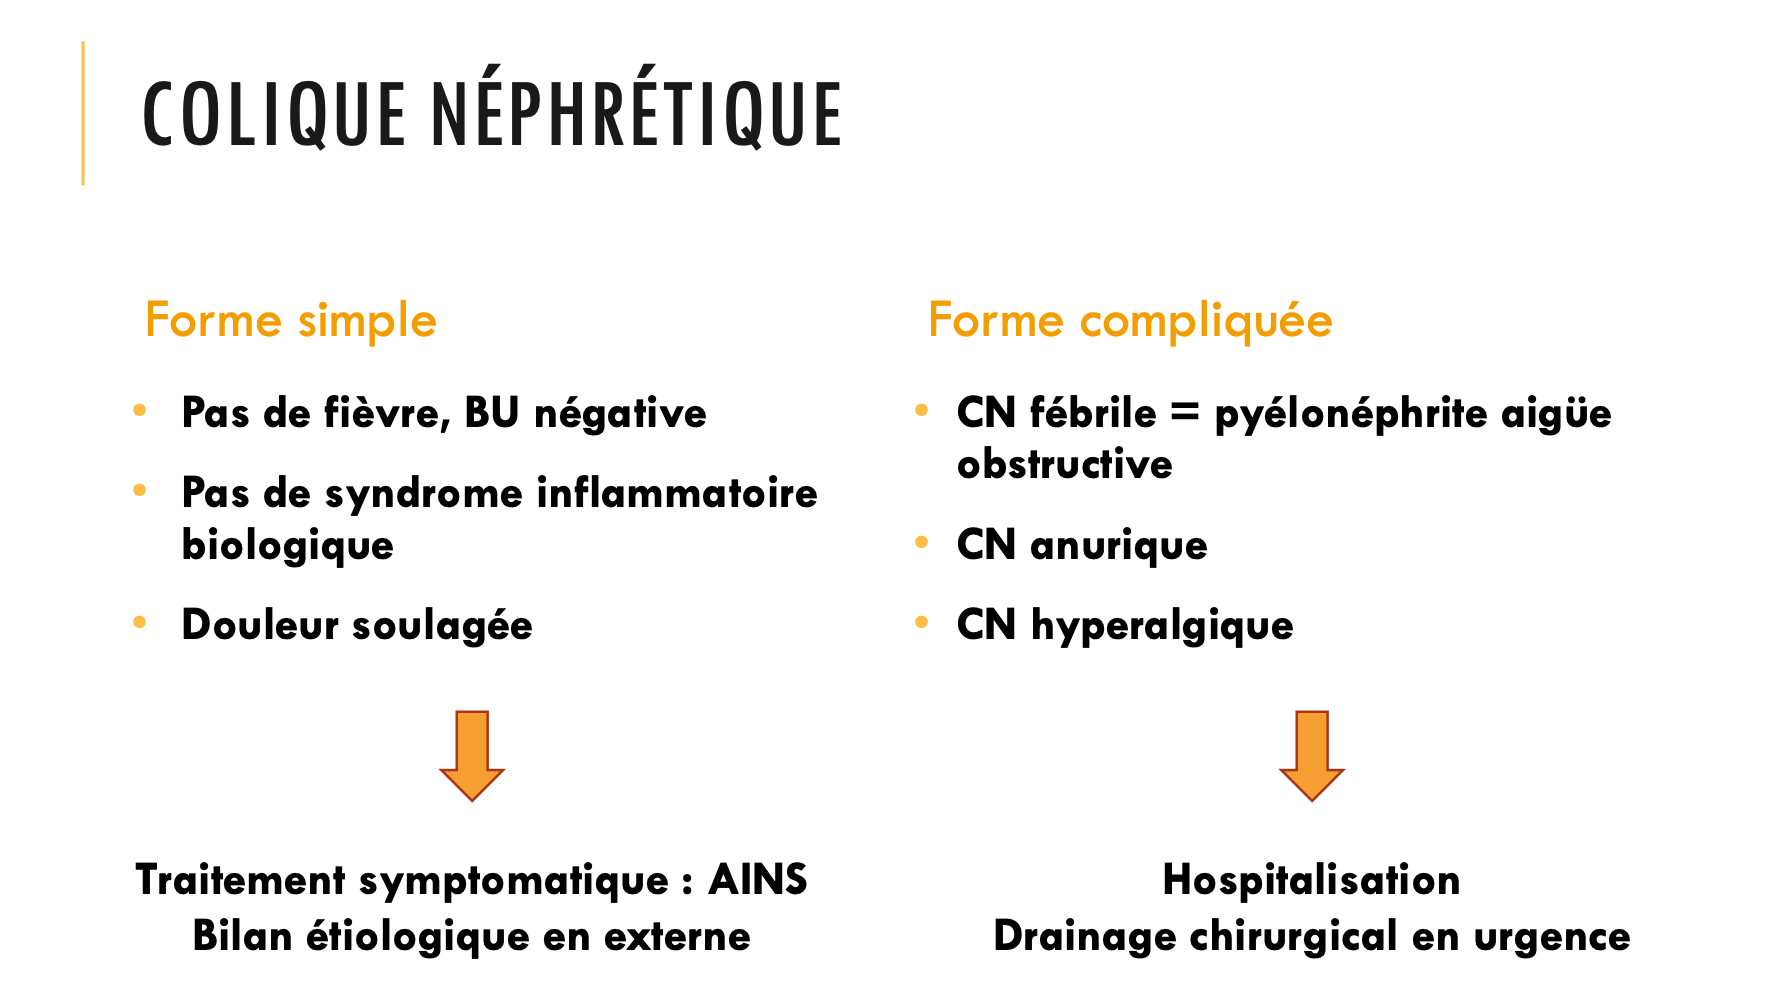 COLIQUE NÉPHRÉTIQUE
Forme simple
• Pas de fièvre, BU négative
• Pas de syndrome inflammatoire
biologique
• Douleur soulagée
Traitement symptomatique : AINS
Bilan étiologique en externe
Forme compliquée
• CN fébrile = pyélonéphrite aigüe
obstructive
• CN anurique
• CN hyperalgique
Hospitalisation
Drainage chirurgical en urgence